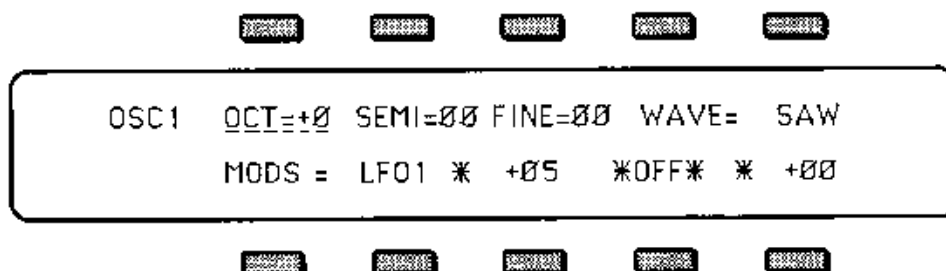 OSC1 OCT=+0 SEMI=00 FINE=00 WAVE= SAW
MODS = LFO1 * +05 *OFF* * +00